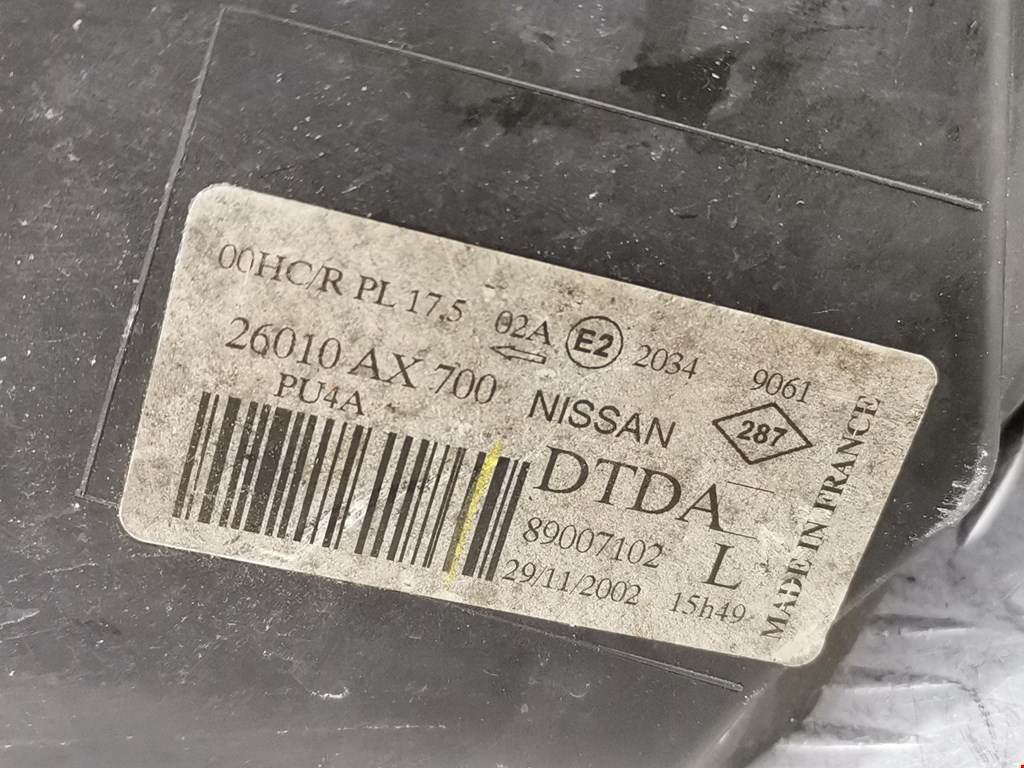 00HC/R PL 17.5 02A E2 2034 9061
26010 AX 700 NISSAN 287
PU4A
DTDA
89007102 L
29/11/2002 15h49
MADE IN FRANCE